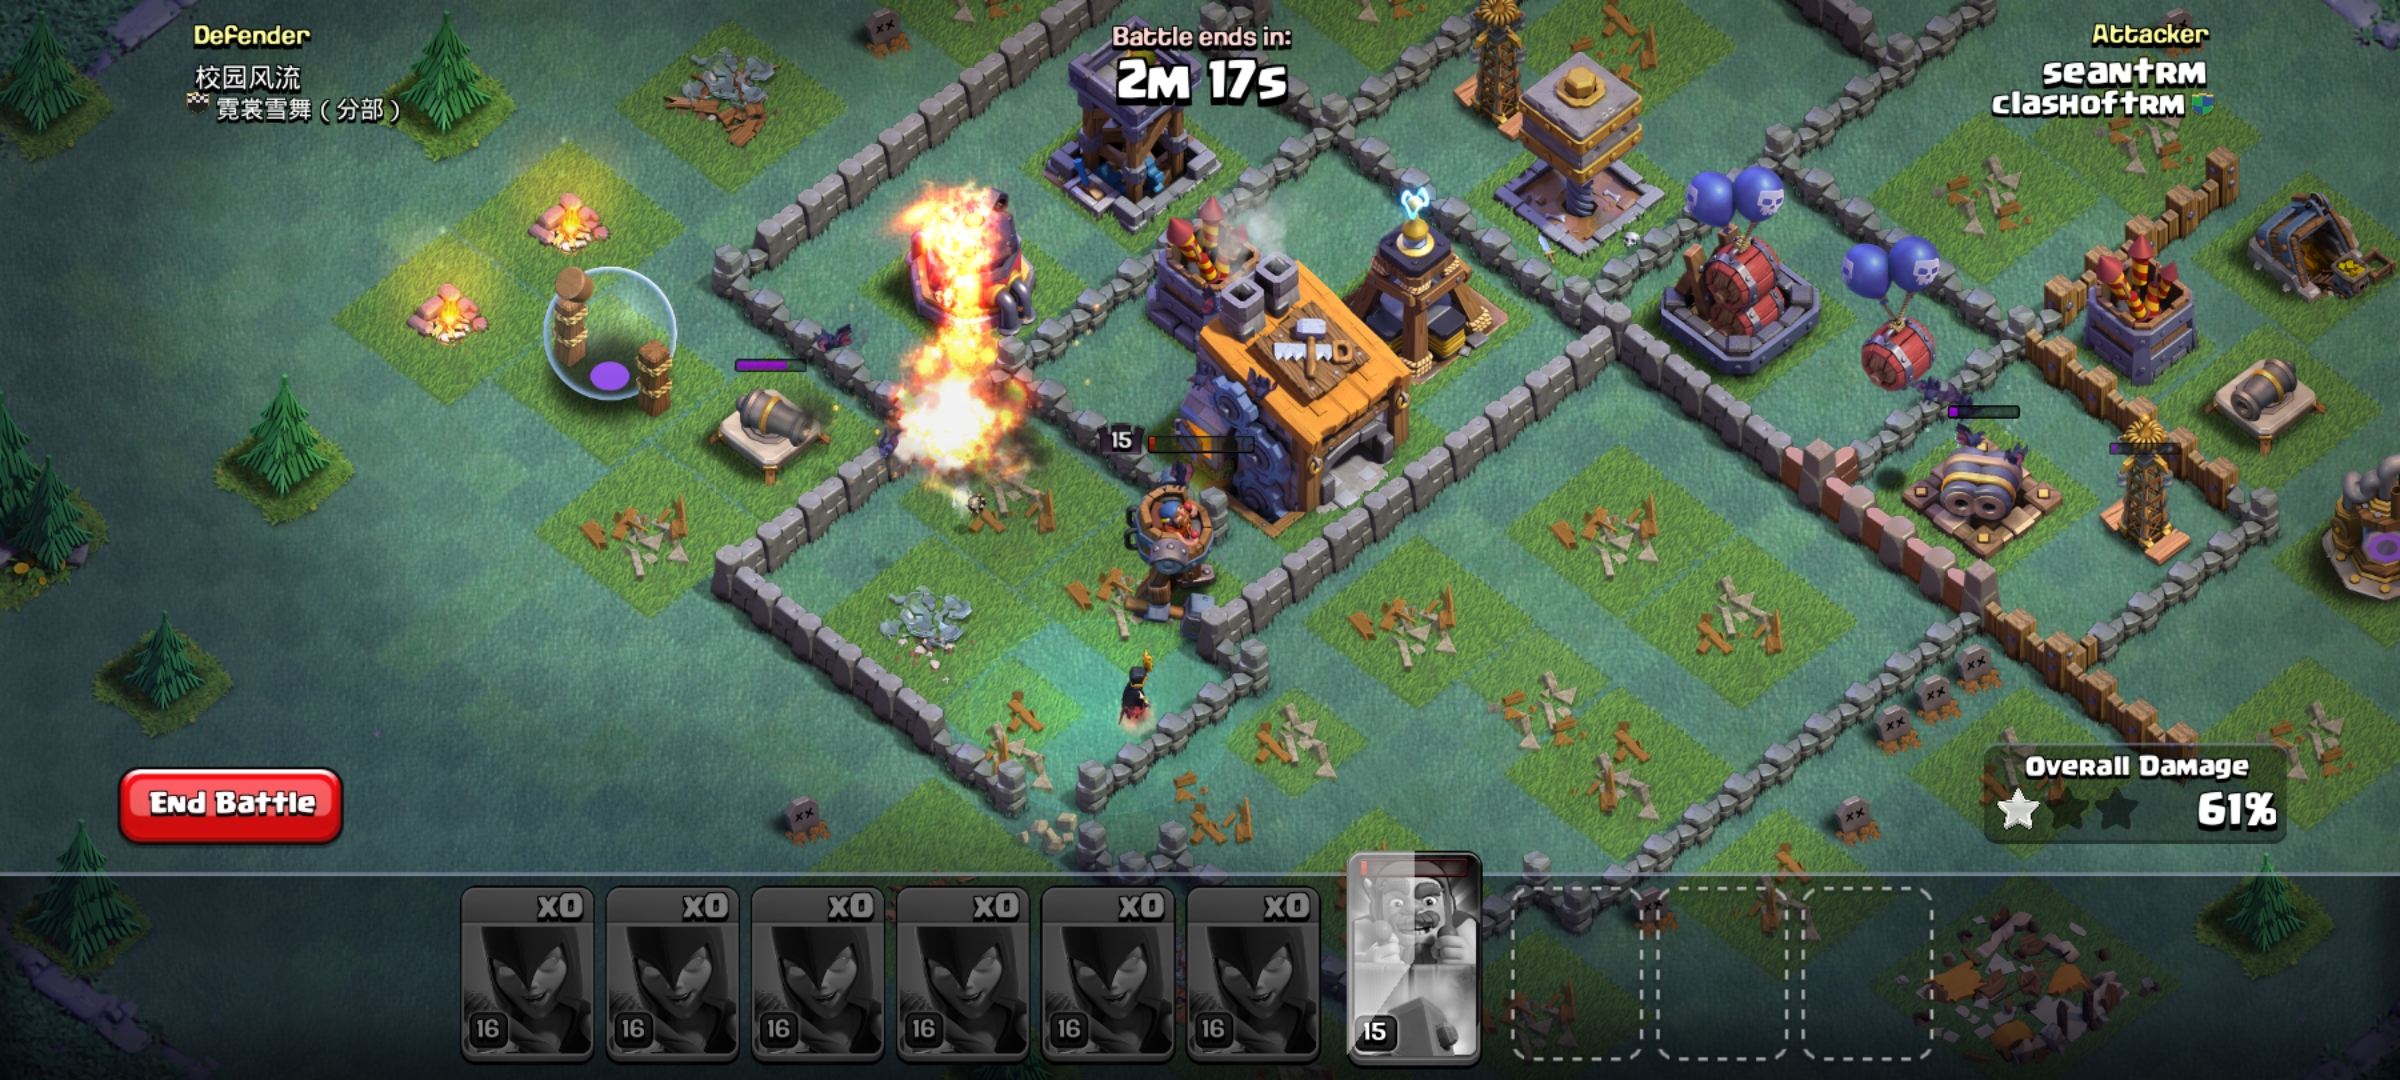 Defender
校园风流
霓裳雪舞（分部）
Battle ends in:
2M 17s
Attacker
seantrm
clashoftrm
15
End Battle
Overall Damage
61%
x0 x0 x0 x0 x0 x0
16 16 16 16 16 16 15